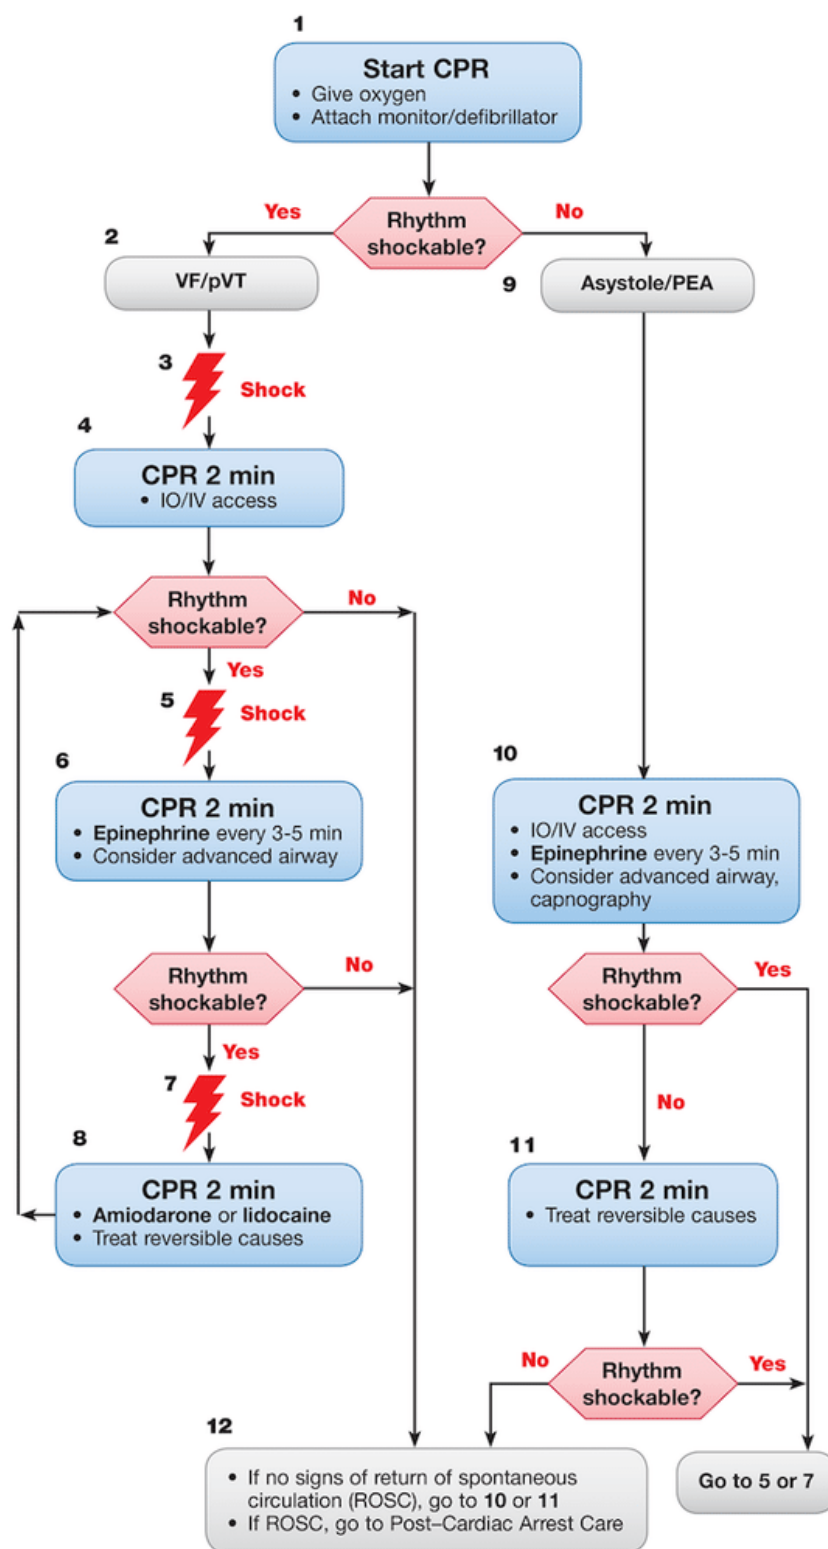 1
Start CPR
• Give oxygen
• Attach monitor/defibrillator
Rhythm
shockable?
Yes
No
2
VF/pVT
9
Asystole/PEA
3
Shock
4
CPR 2 min
• IO/IV access
Rhythm
shockable?
No
Yes
5
Shock
6
CPR 2 min
• Epinephrine every 3-5 min
• Consider advanced airway
Rhythm
shockable?
No
Yes
7
Shock
8
CPR 2 min
• Amiodarone or lidocaine
• Treat reversible causes
10
CPR 2 min
• IO/IV access
• Epinephrine every 3-5 min
• Consider advanced airway,
capnography
Rhythm
shockable?
Yes
No
11
CPR 2 min
• Treat reversible causes
Rhythm
shockable?
No
Yes
12
• If no signs of return of spontaneous
circulation (ROSC), go to 10 or 11
• If ROSC, go to Post–Cardiac Arrest Care
Go to 5 or 7